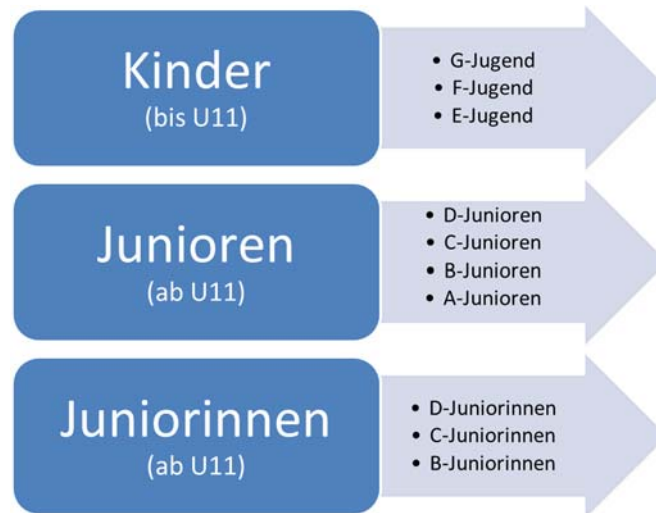 Kinder
(bis U11)
• G-Jugend
• F-Jugend
• E-Jugend
Junioren
(ab U11)
• D-Junioren
• C-Junioren
• B-Junioren
• A-Junioren
Juniorinnen
(ab U11)
• D-Juniorinnen
• C-Juniorinnen
• B-Juniorinnen